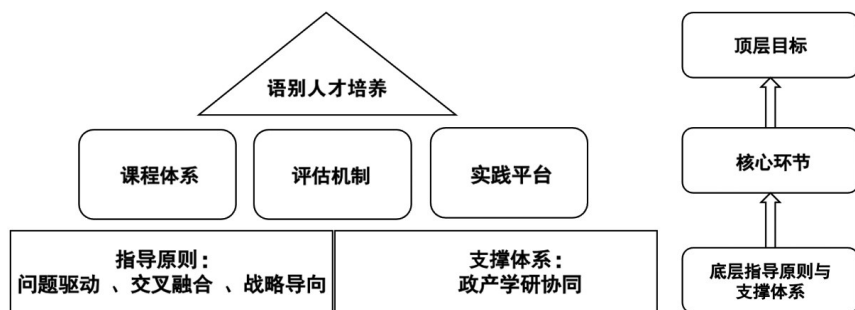 语别人才培养
课程体系
评估机制
实践平台
指导原则：
问题驱动 、交叉融合 、战略导向
支撑体系：
政产学研协同
顶层目标
核心环节
底层指导原则与
支撑体系